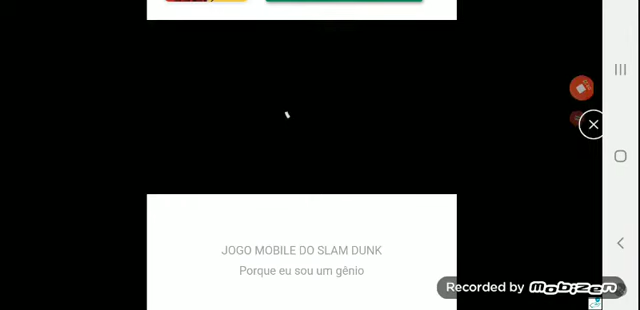 JOGO MOBILE DO SLAM DUNK
Porque eu sou um gênio
Recorded by MOBIZEN